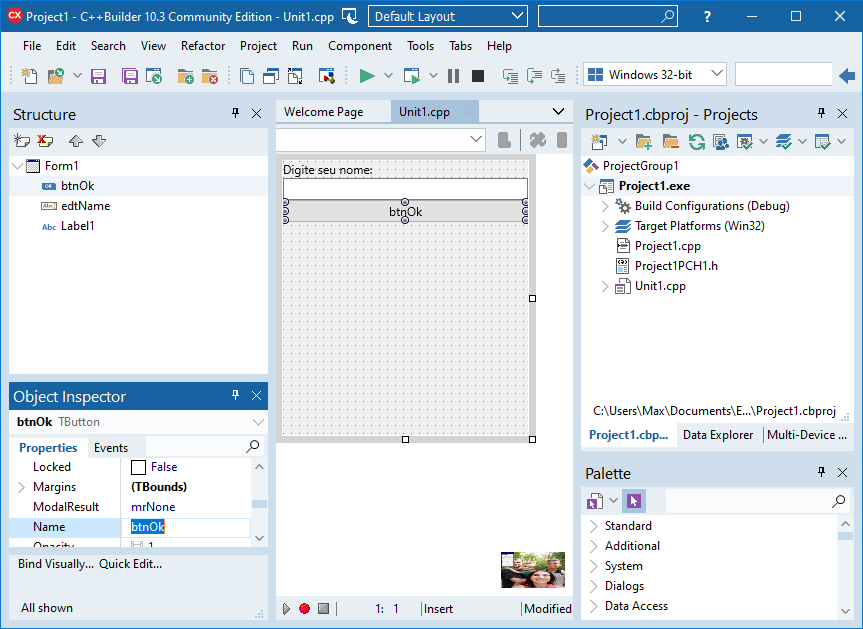 CX Project1 - C++Builder 10.3 Community Edition - Unit1.cpp Default Layout ?
File Edit Search View Refactor Project Run Component Tools Tabs Help
Windows 32-bit
Structure
Form1
OK btnOk
Ab edtName
Abc Label1
Object Inspector
btnOk TButton
Properties Events
Locked False
Margins (TBounds)
ModalResult mrNone
Name btnOk
Opacity 1
Bind Visually... Quick Edit...
All shown
Welcome Page Unit1.cpp
Digite seu nome:
btnOk
1: 1 Insert Modified
Project1.cbproj - Projects
ProjectGroup1
Project1.exe
Build Configurations (Debug)
Target Platforms (Win32)
Project1.cpp
Project1PCH1.h
Unit1.cpp
C:\Users\Max\Documents\E...\Project1.cbproj
Project1.cbp... Data Explorer Multi-Device ...
Palette
Standard
Additional
System
Dialogs
Data Access